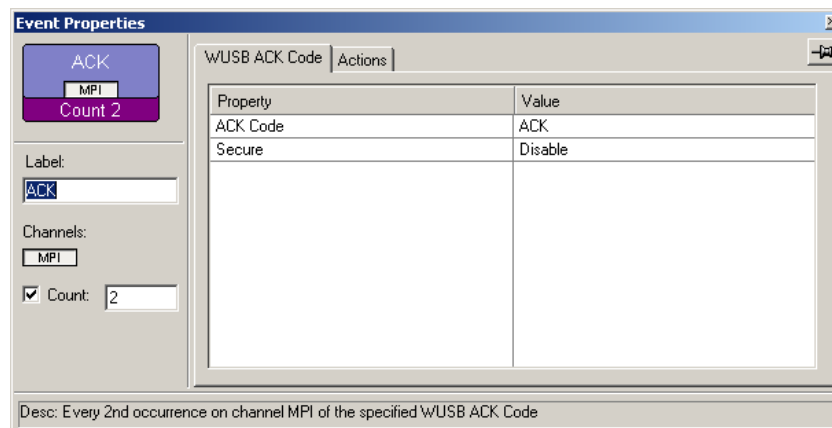 Event Properties
ACK
MPI
Count 2
Label:
ACK
Channels:
MPI
Count: 2
WUSB ACK Code Actions
Property Value
ACK Code ACK
Secure Disable
Desc: Every 2nd occurrence on channel MPI of the specified WUSB ACK Code